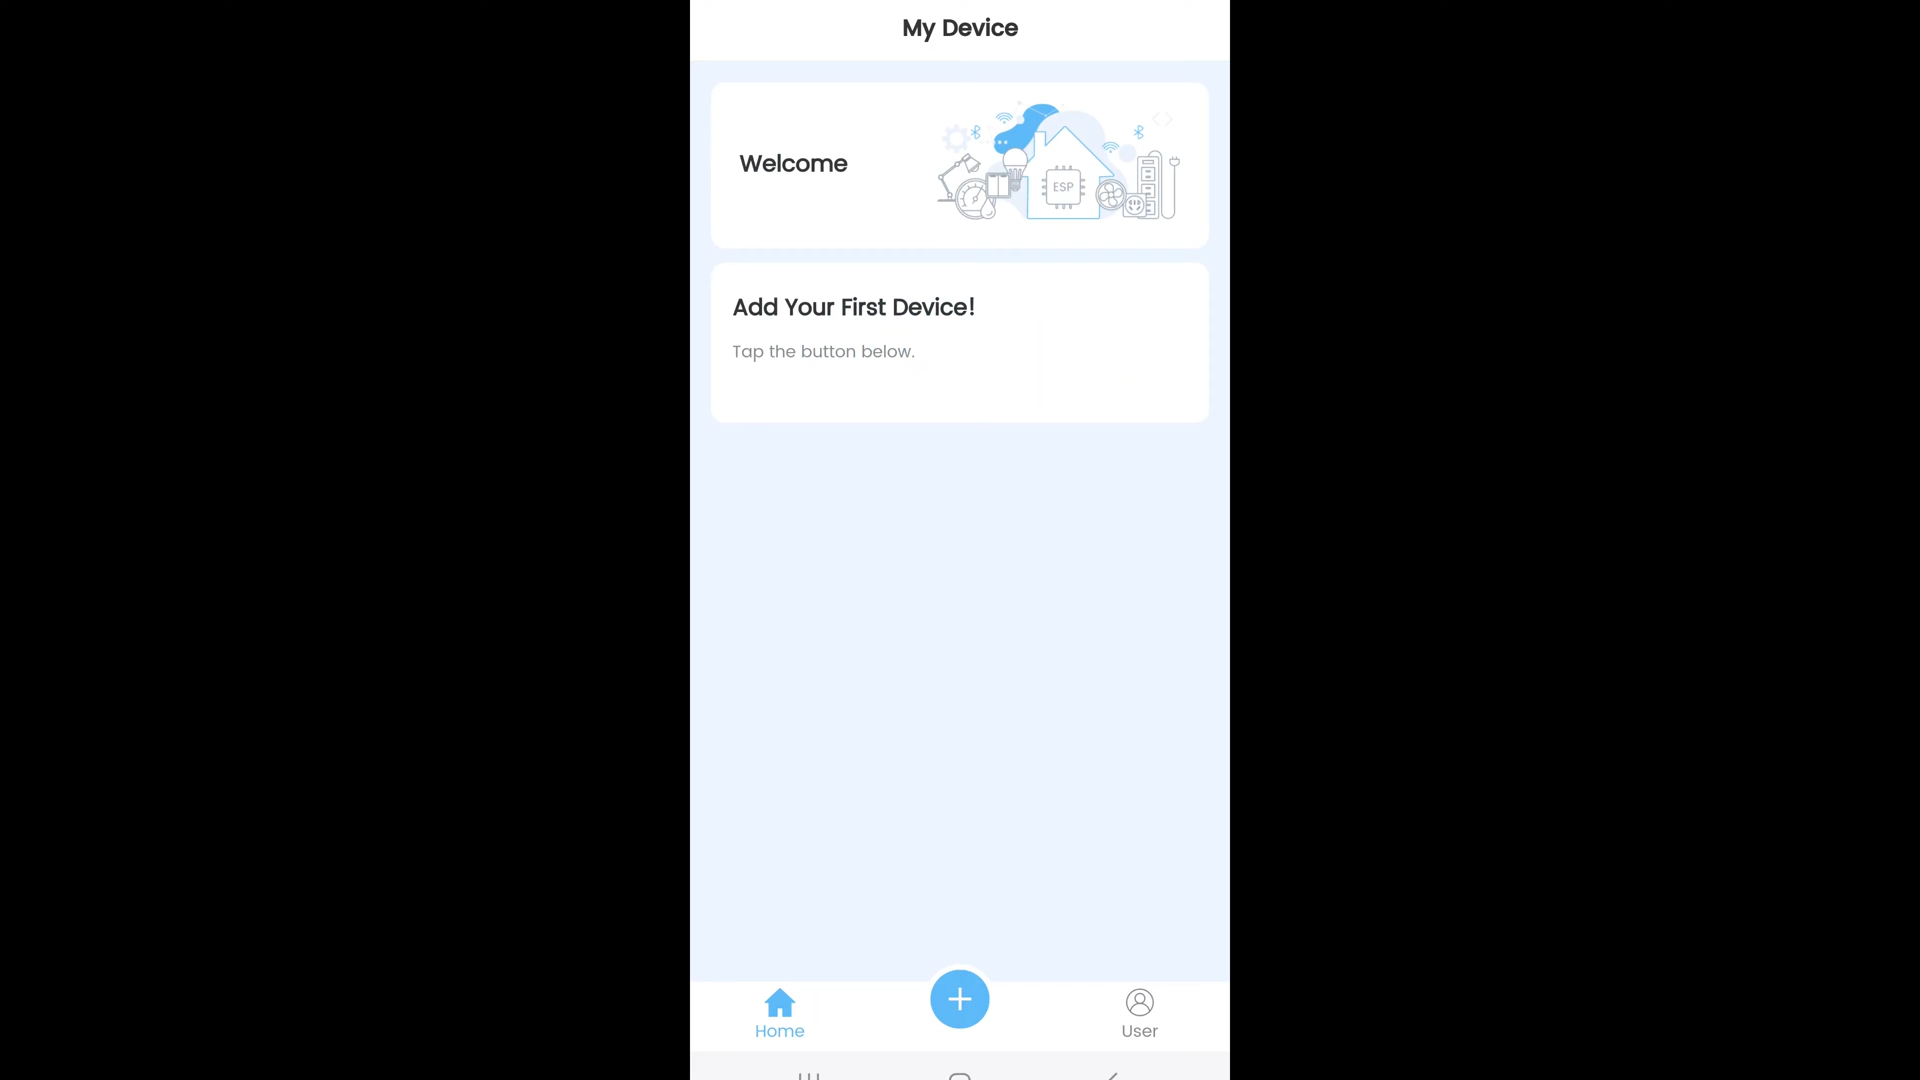 My Device
Welcome
ESP
Add Your First Device!
Tap the button below.
Home
User